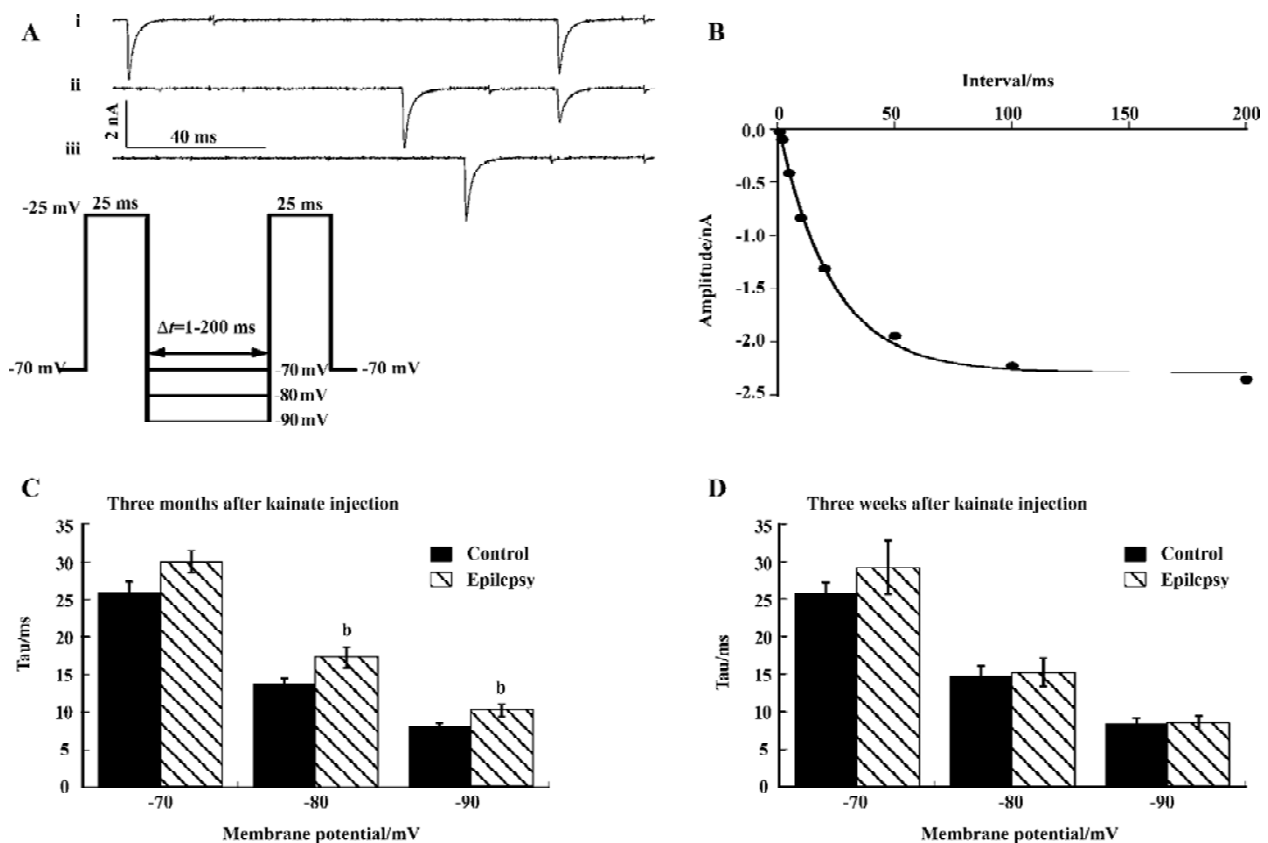 A
i
ii
2 nA
40 ms
iii
-25 mV
25 ms
25 ms
Δt=1-200 ms
-70 mV
-70 mV
-70 mV
-80 mV
-90 mV
B
Interval/ms
0 50 100 150 200
0.0
-0.5
-1.0
-1.5
-2.0
-2.5
Amplitude/nA
C
Three months after kainate injection
35
30
25
20
15
10
5
0
Tau/ms
Control
Epilepsy
b
b
-70 -80 -90
Membrane potential/mV
D
Three weeks after kainate injection
35
30
25
20
15
10
5
0
Tau/ms
Control
Epilepsy
-70 -80 -90
Membrane potential/mV